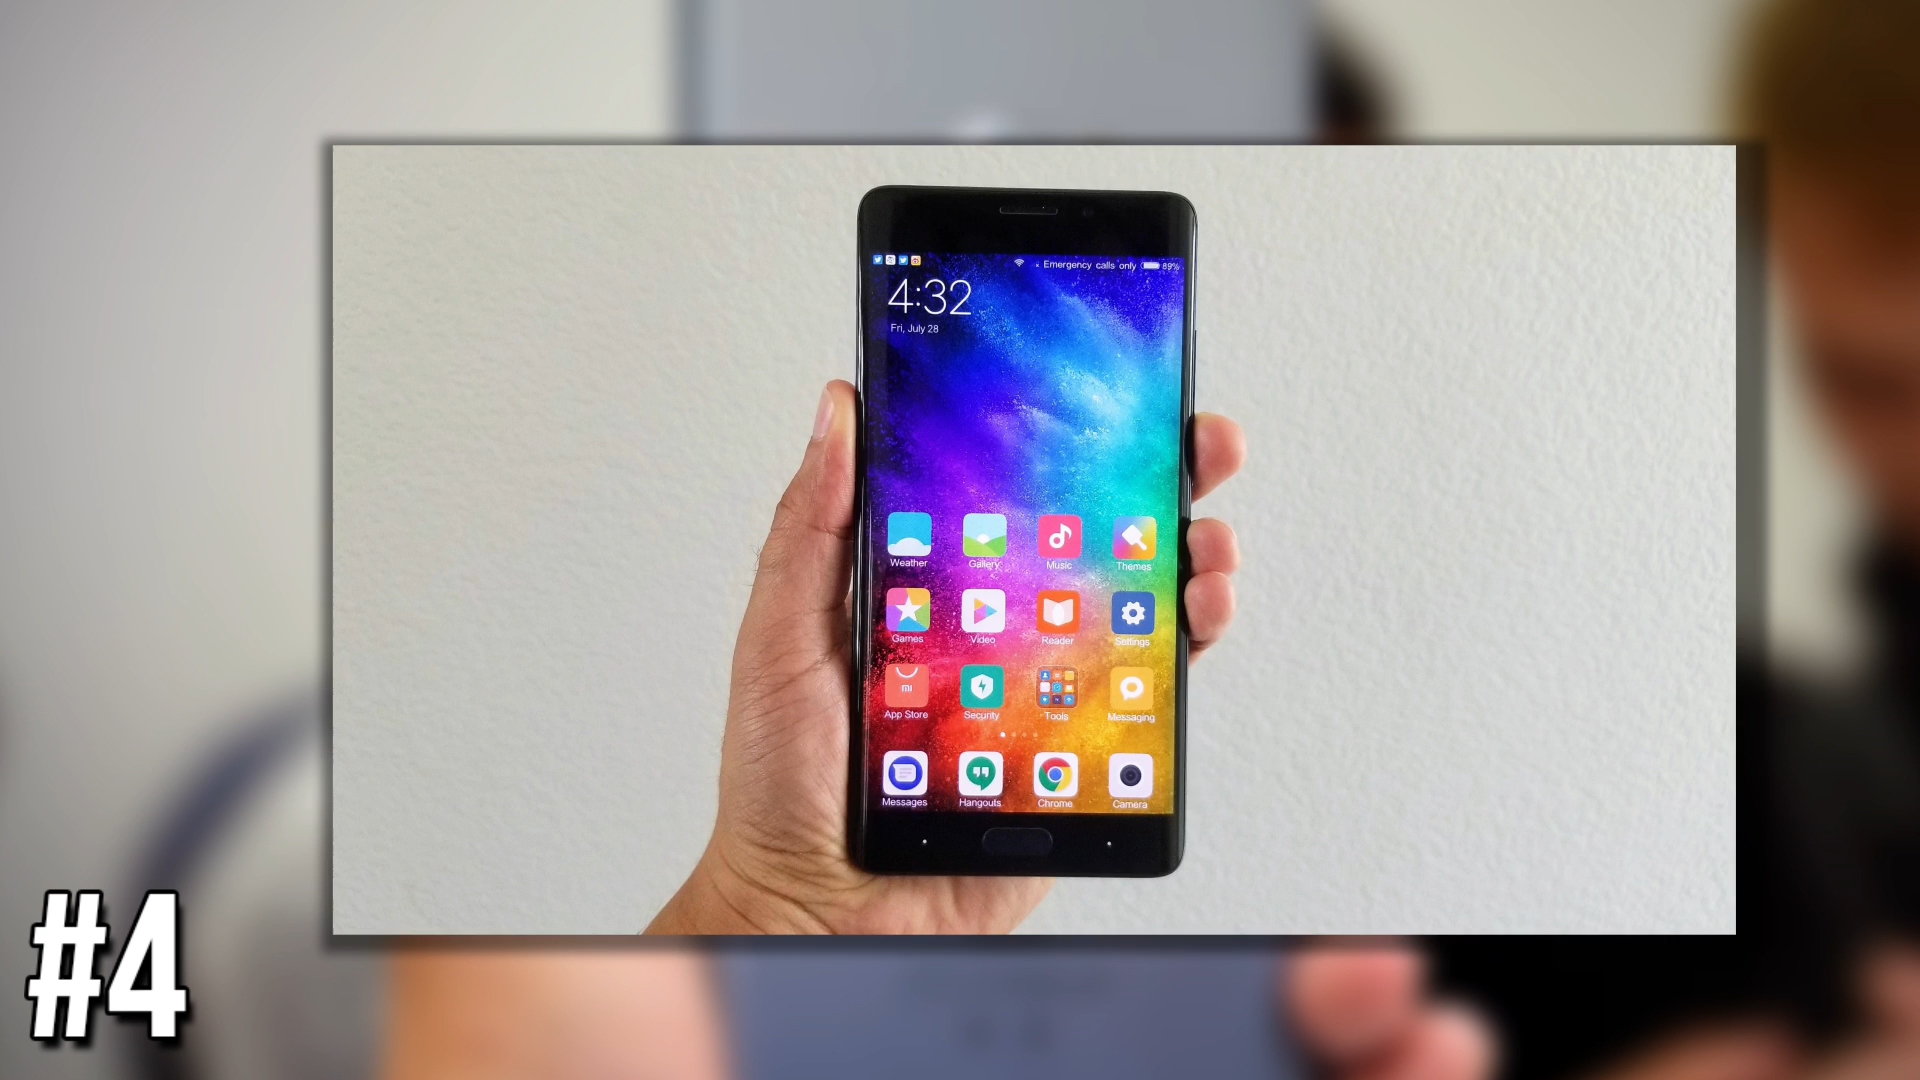 Emergency calls only 89%
4:32
Fri, July 28
Weather Gallery Music Themes
Games Video Reader Settings
mi
App Store Security Tools Messaging
Messages Hangouts Chrome Camera
#4